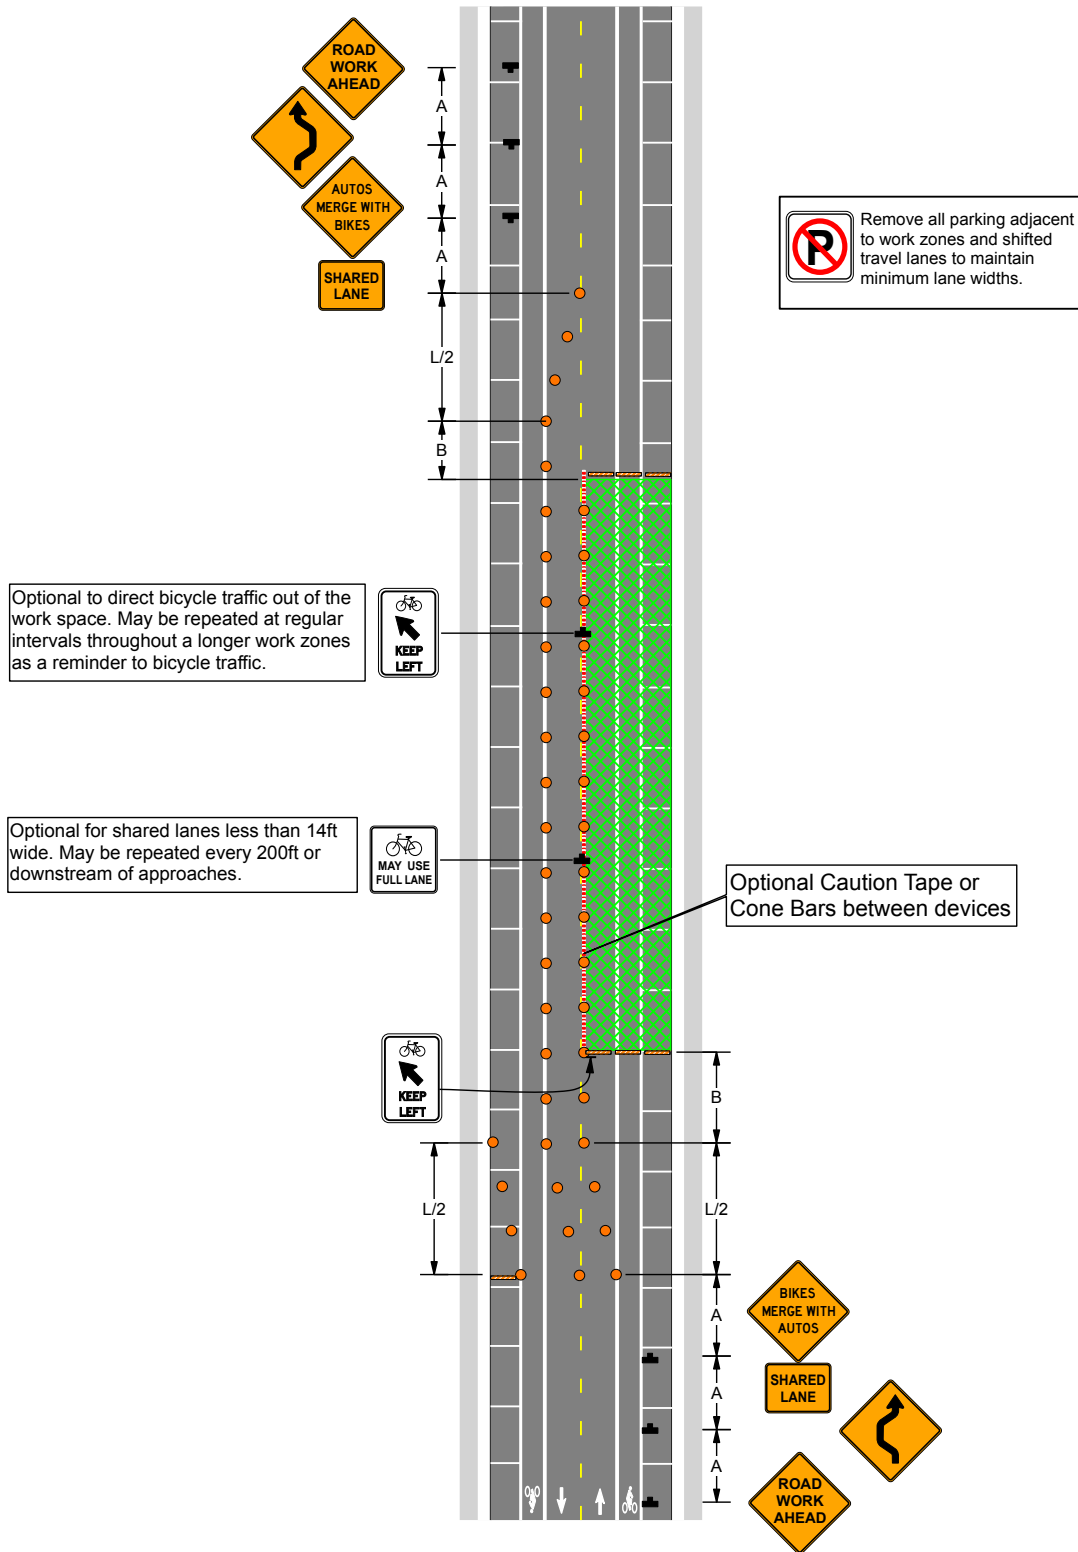 ROAD
WORK
AHEAD
A
AUTOS
MERGE WITH
BIKES
A
SHARED
LANE
A
P
Remove all parking adjacent
to work zones and shifted
travel lanes to maintain
minimum lane widths.
L/2
B
Optional to direct bicycle traffic out of the
work space. May be repeated at regular
intervals throughout a longer work zones
as a reminder to bicycle traffic.
KEEP
LEFT
Optional for shared lanes less than 14ft
wide. May be repeated every 200ft or
downstream of approaches.
MAY USE
FULL LANE
Optional Caution Tape or
Cone Bars between devices
KEEP
LEFT
B
L/2
L/2
BIKES
MERGE WITH
AUTOS
A
SHARED
LANE
A
A
ROAD
WORK
AHEAD